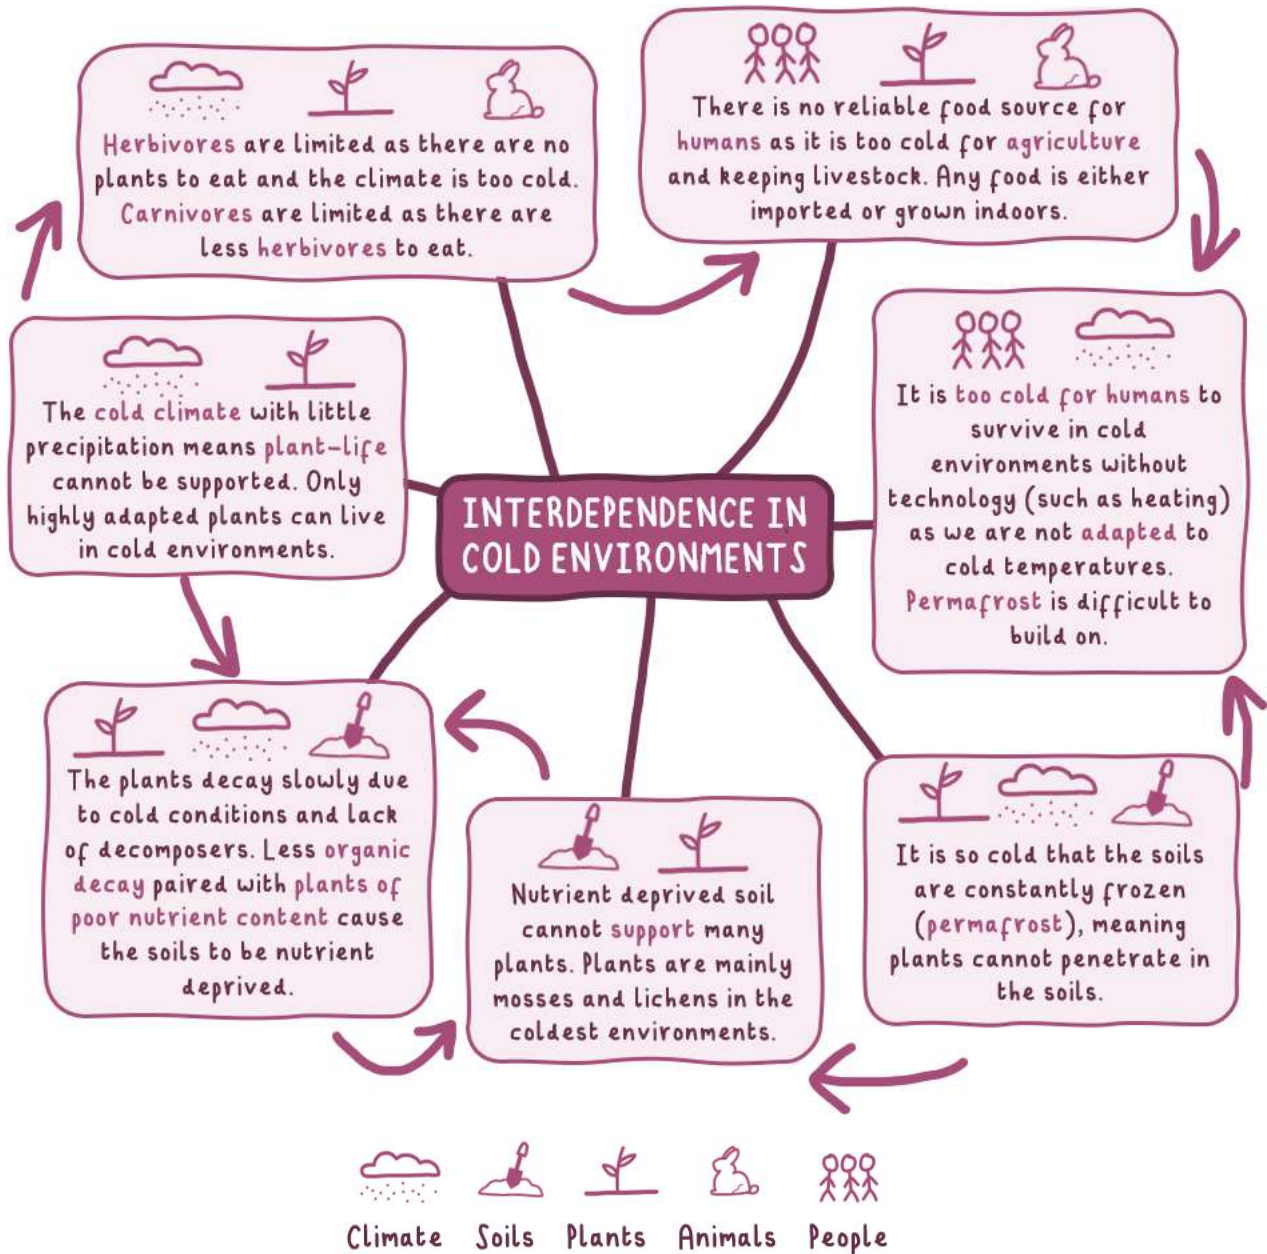 Herbivores are limited as there are no
plants to eat and the climate is too cold.
Carnivores are limited as there are
less herbivores to eat.
There is no reliable food source for
humans as it is too cold for agriculture
and keeping livestock. Any food is either
imported or grown indoors.
The cold climate with little
precipitation means plant-life
cannot be supported. Only
highly adapted plants can live
in cold environments.
INTERDEPENDENCE IN
COLD ENVIRONMENTS
It is too cold for humans to
survive in cold
environments without
technology (such as heating)
as we are not adapted to
cold temperatures.
Permafrost is difficult to
build on.
The plants decay slowly due
to cold conditions and lack
of decomposers. Less organic
decay paired with plants of
poor nutrient content cause
the soils to be nutrient
deprived.
Nutrient deprived soil
cannot support many
plants. Plants are mainly
mosses and lichens in the
coldest environments.
It is so cold that the soils
are constantly frozen
(permafrost), meaning
plants cannot penetrate in
the soils.
Climate Soils Plants Animals People